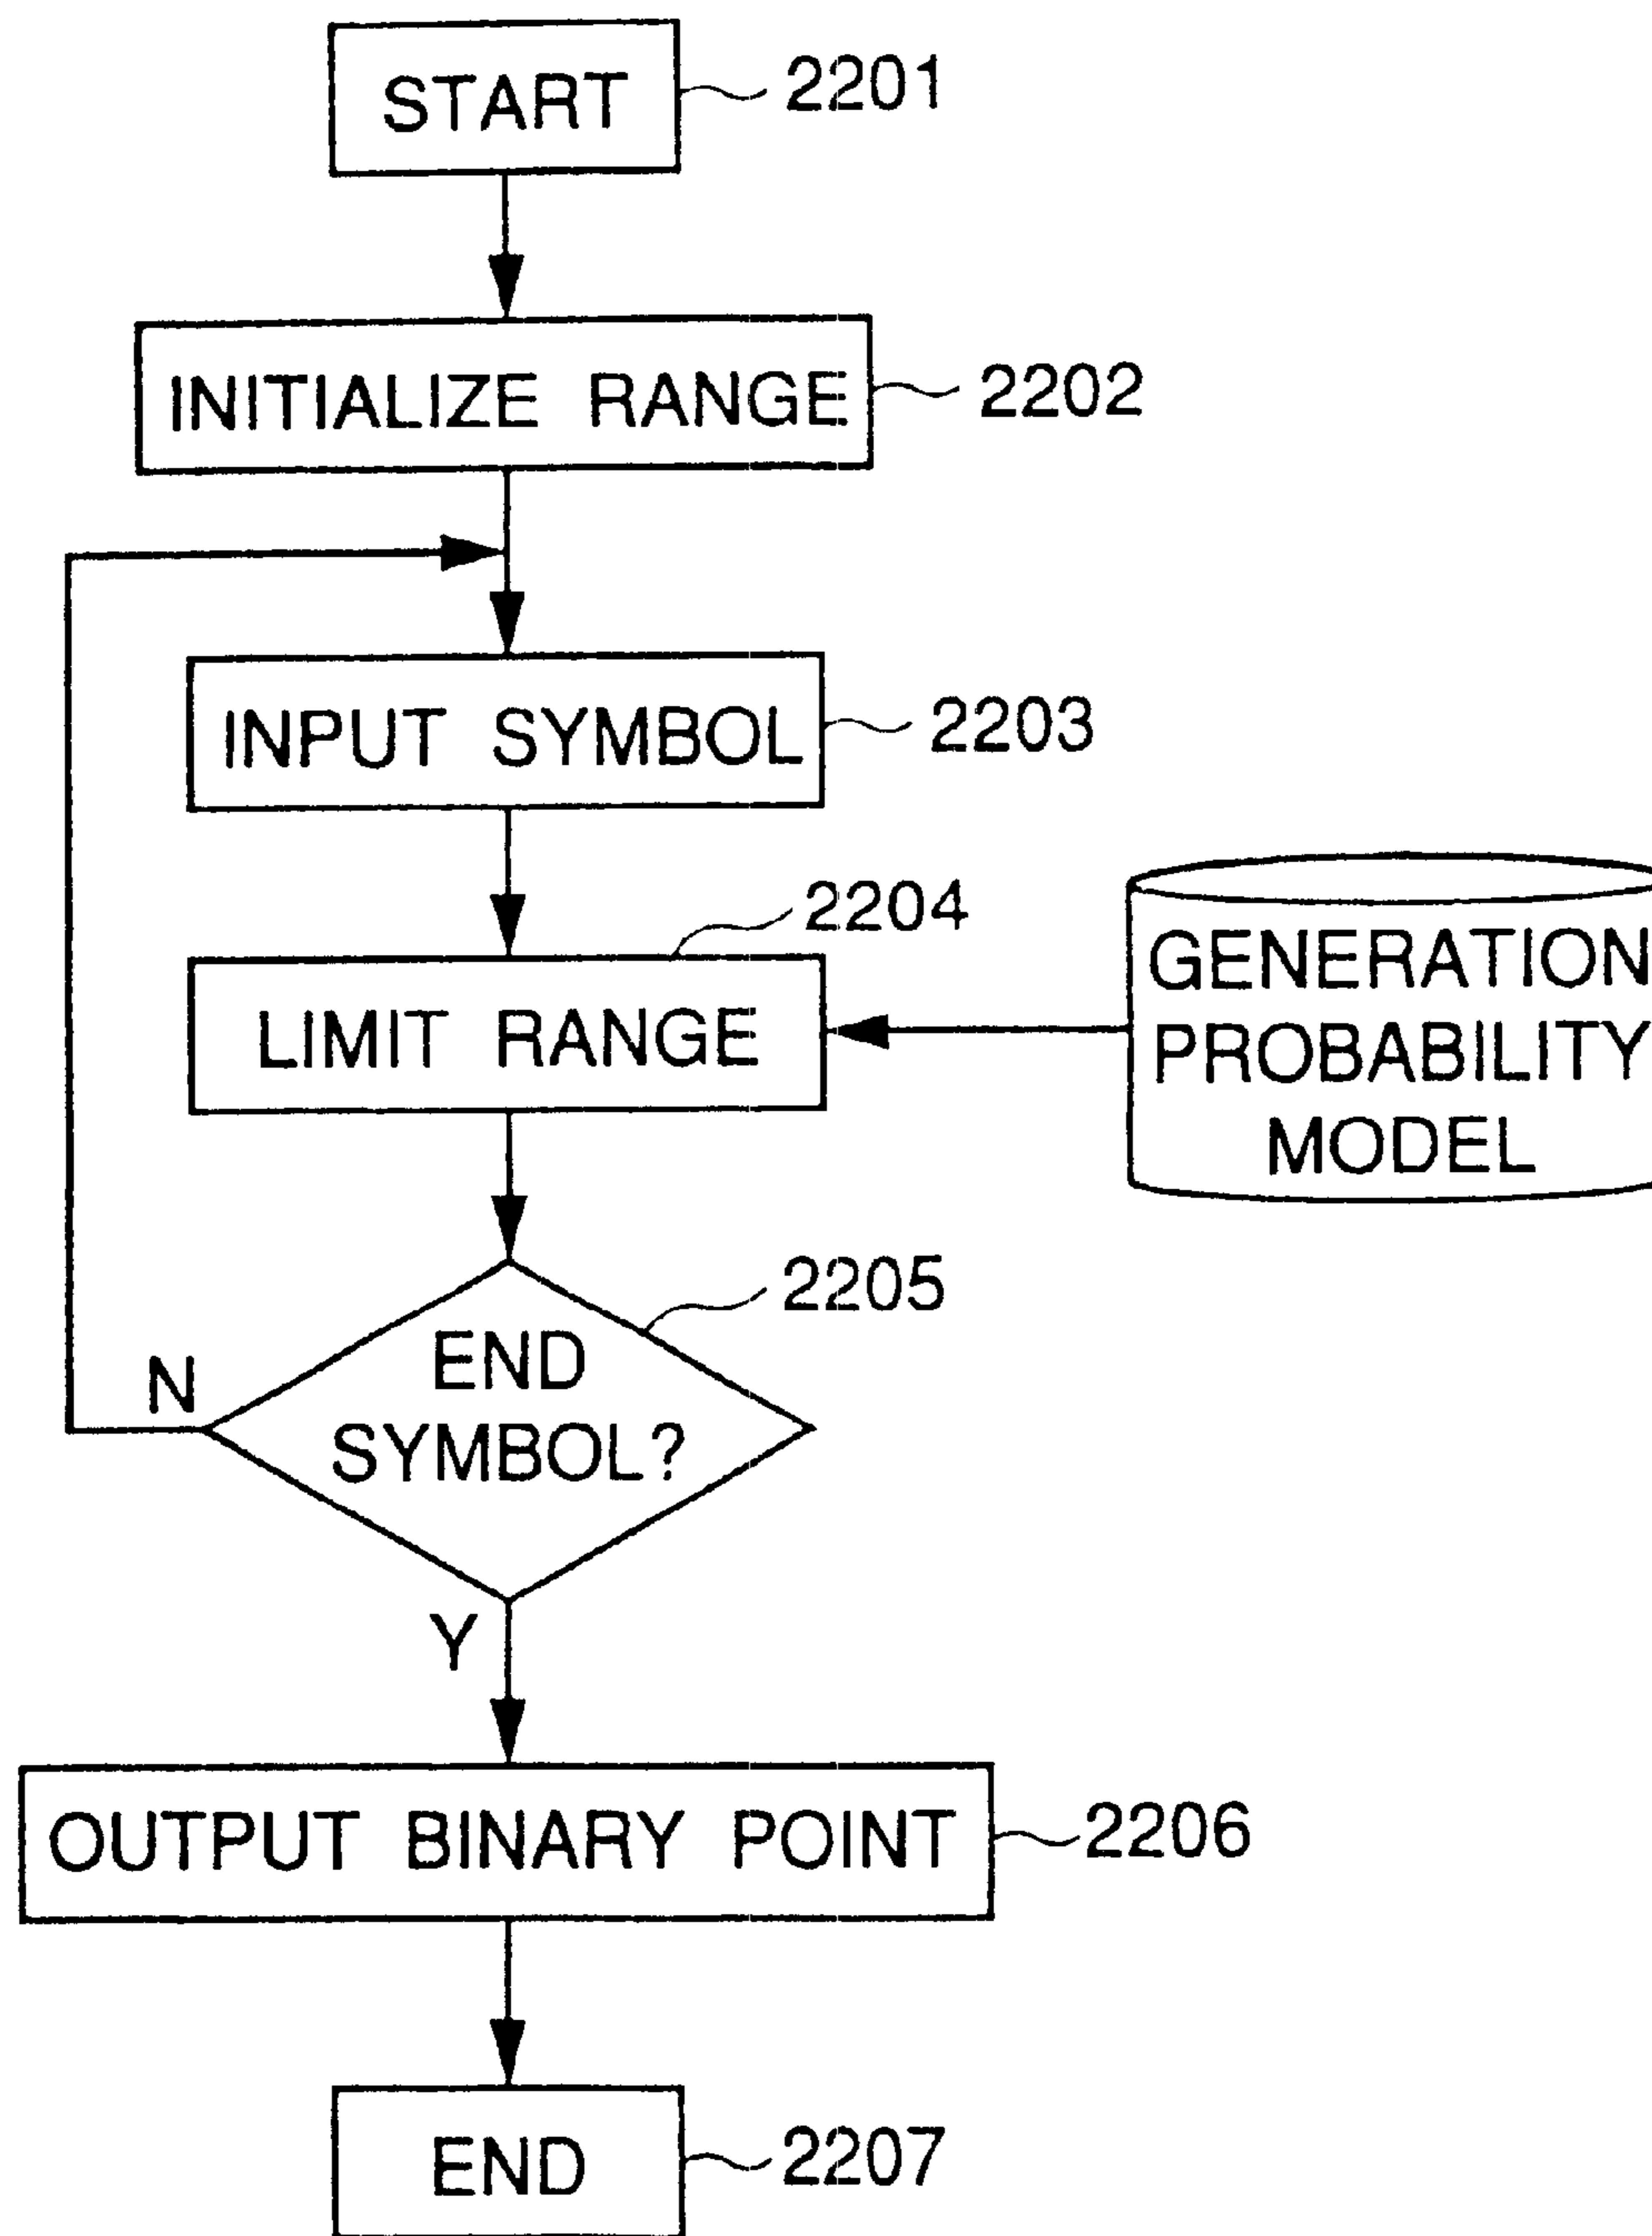 START
2201
INITIALIZE RANGE
2202
INPUT SYMBOL
2203
2204
LIMIT RANGE
GENERATION
PROBABILITY
MODEL
2205
END
SYMBOL?
N
Y
OUTPUT BINARY POINT
2206
END
2207